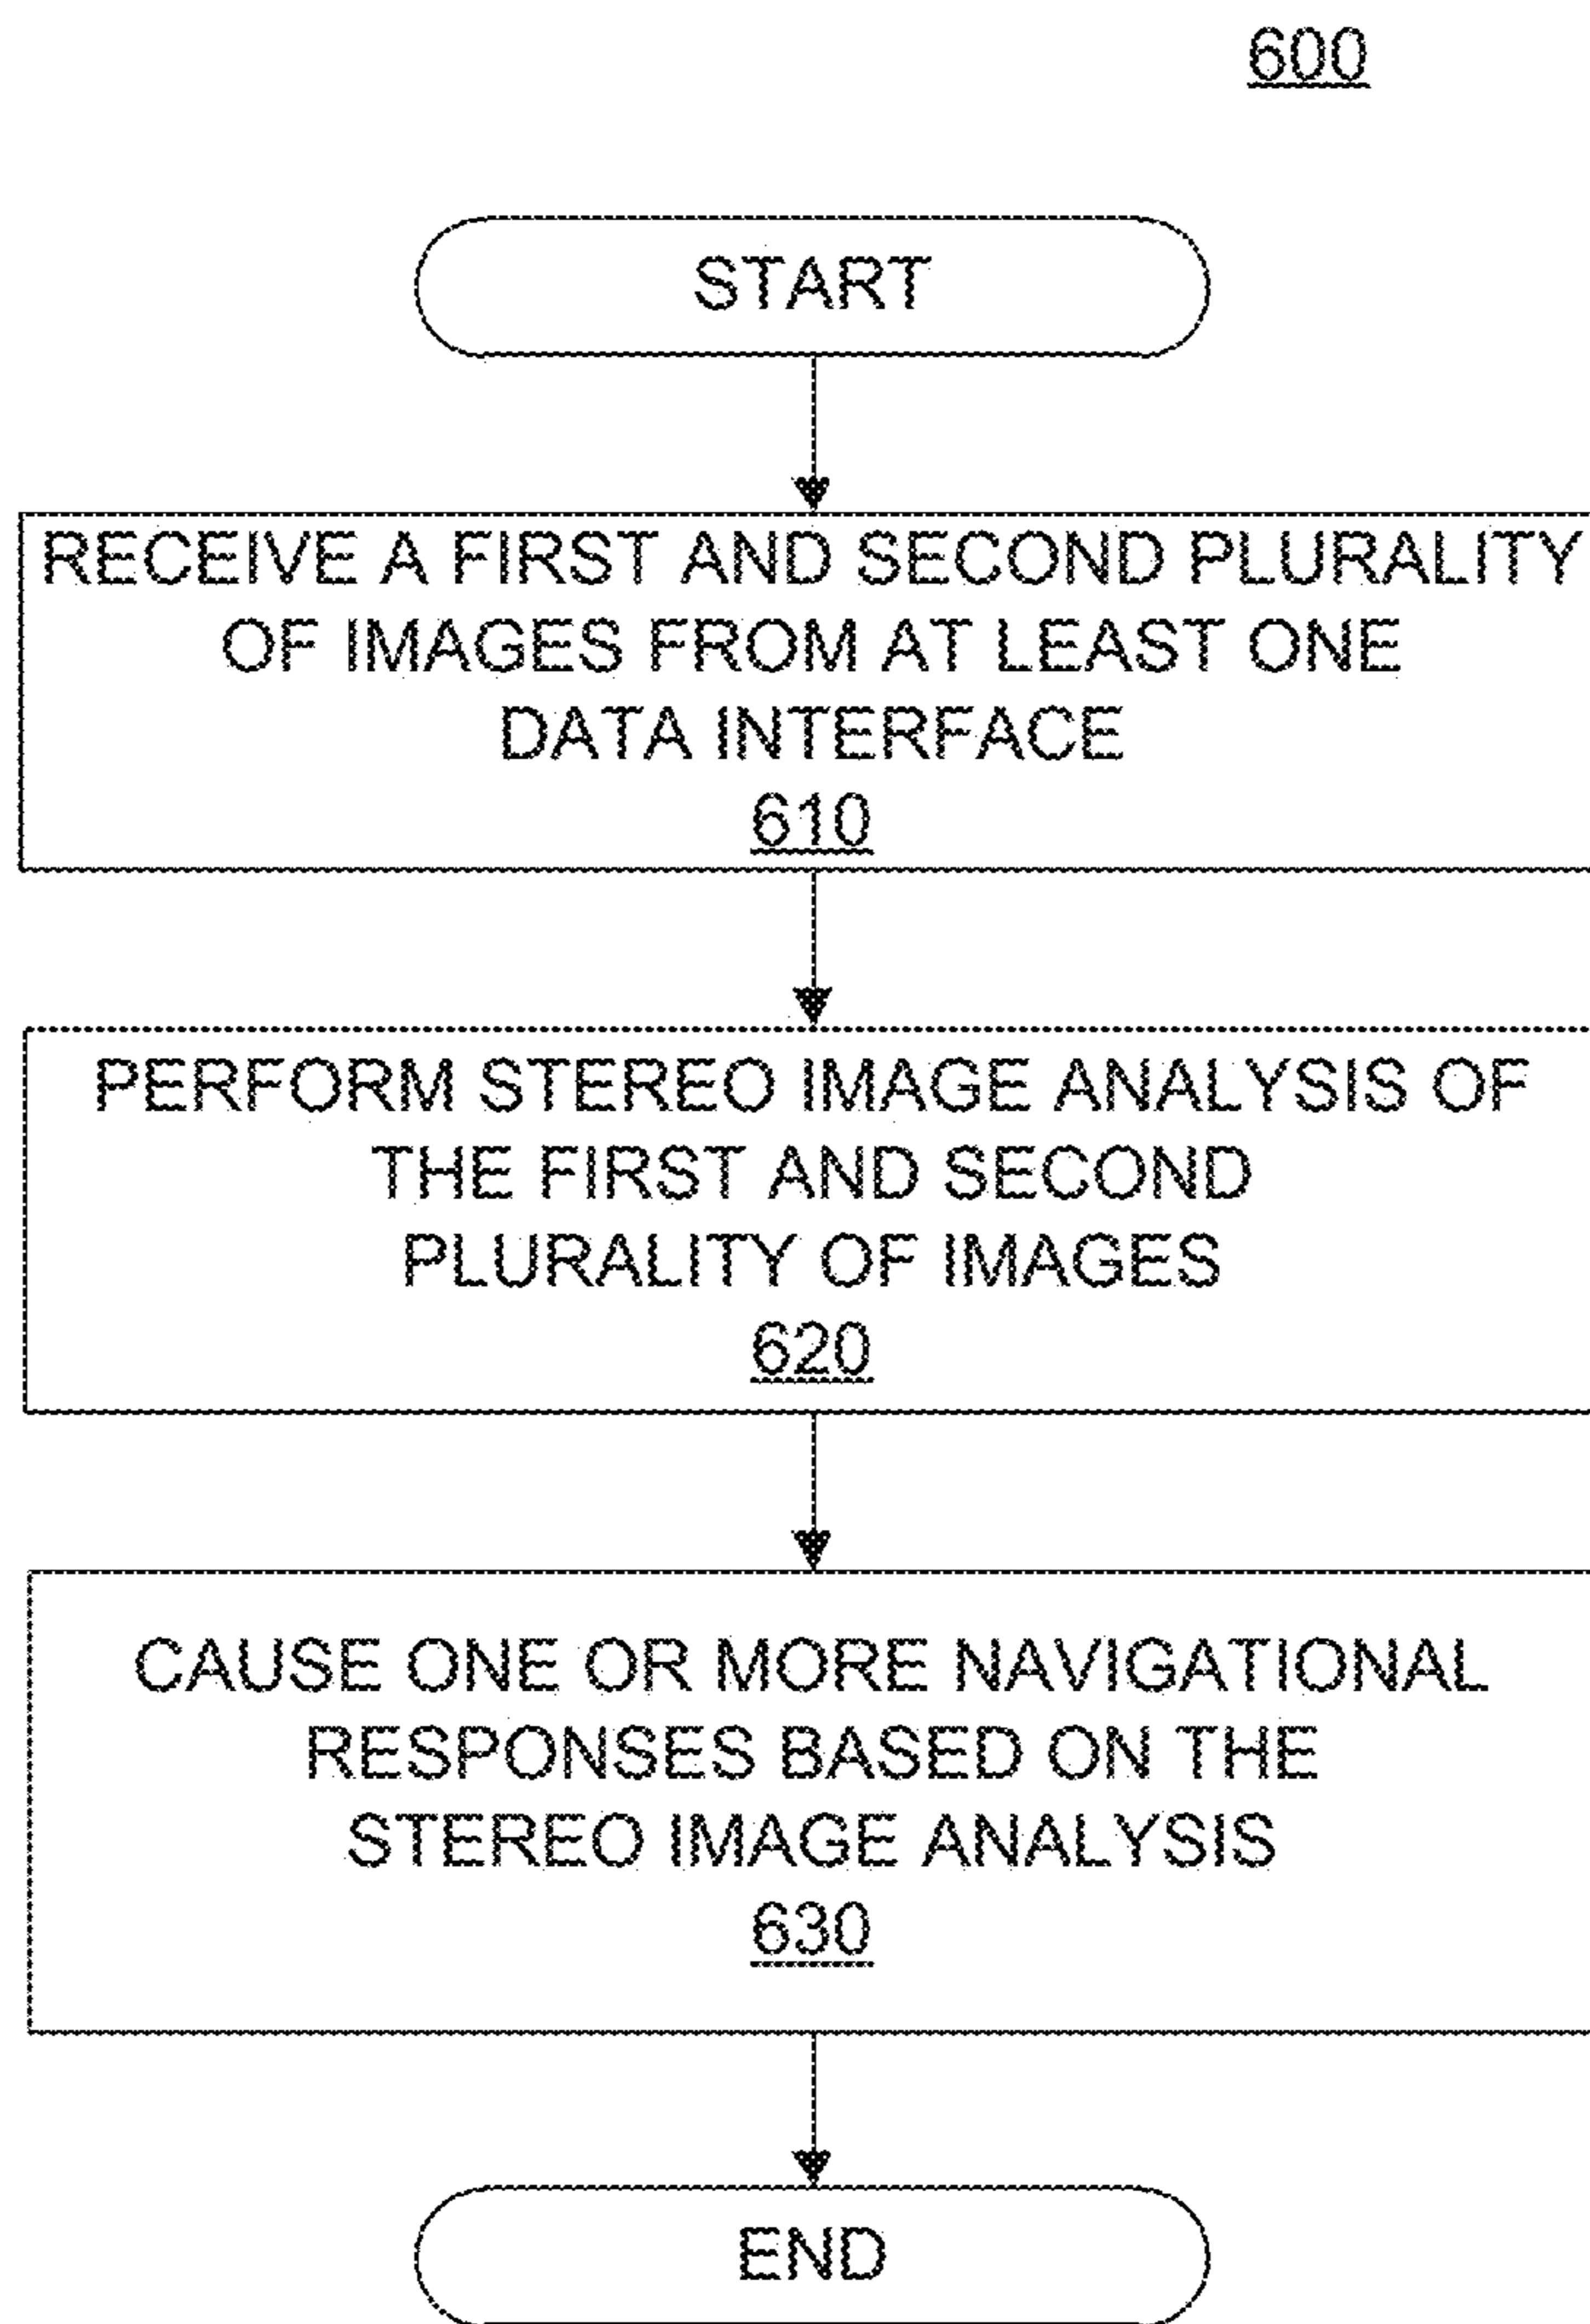 600
START
RECEIVE A FIRST AND SECOND PLURALITY
OF IMAGES FROM AT LEAST ONE
DATA INTERFACE
610
PERFORM STEREO IMAGE ANALYSIS OF
THE FIRST AND SECOND
PLURALITY OF IMAGES
620
CAUSE ONE OR MORE NAVIGATIONAL
RESPONSES BASED ON THE
STEREO IMAGE ANALYSIS
630
END